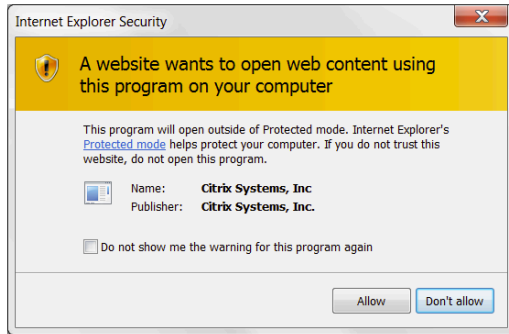 Internet Explorer Security
A website wants to open web content using
this program on your computer
This program will open outside of Protected mode. Internet Explorer's
Protected mode helps protect your computer. If you do not trust this
website, do not open this program.
Name: Citrix Systems, Inc
Publisher: Citrix Systems, Inc.
Do not show me the warning for this program again
Allow Don't allow